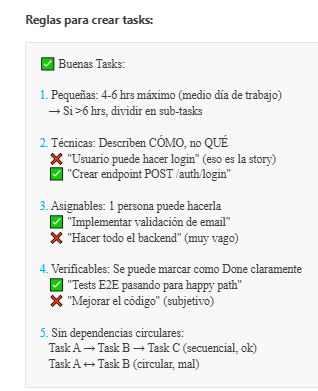 Reglas para crear tasks:
✅ Buenas Tasks:
1. Pequeñas: 4-6 hrs máximo (medio día de trabajo)
→ Si >6 hrs, dividir en sub-tasks
2. Técnicas: Describen CÓMO, no QUÉ
❌ "Usuario puede hacer login" (eso es la story)
✅ "Crear endpoint POST /auth/login"
3. Asignables: 1 persona puede hacerla
✅ "Implementar validación de email"
❌ "Hacer todo el backend" (muy vago)
4. Verificables: Se puede marcar como Done claramente
✅ "Tests E2E pasando para happy path"
❌ "Mejorar el código" (subjetivo)
5. Sin dependencias circulares:
Task A → Task B → Task C (secuencial, ok)
Task A ↔ Task B (circular, mal)